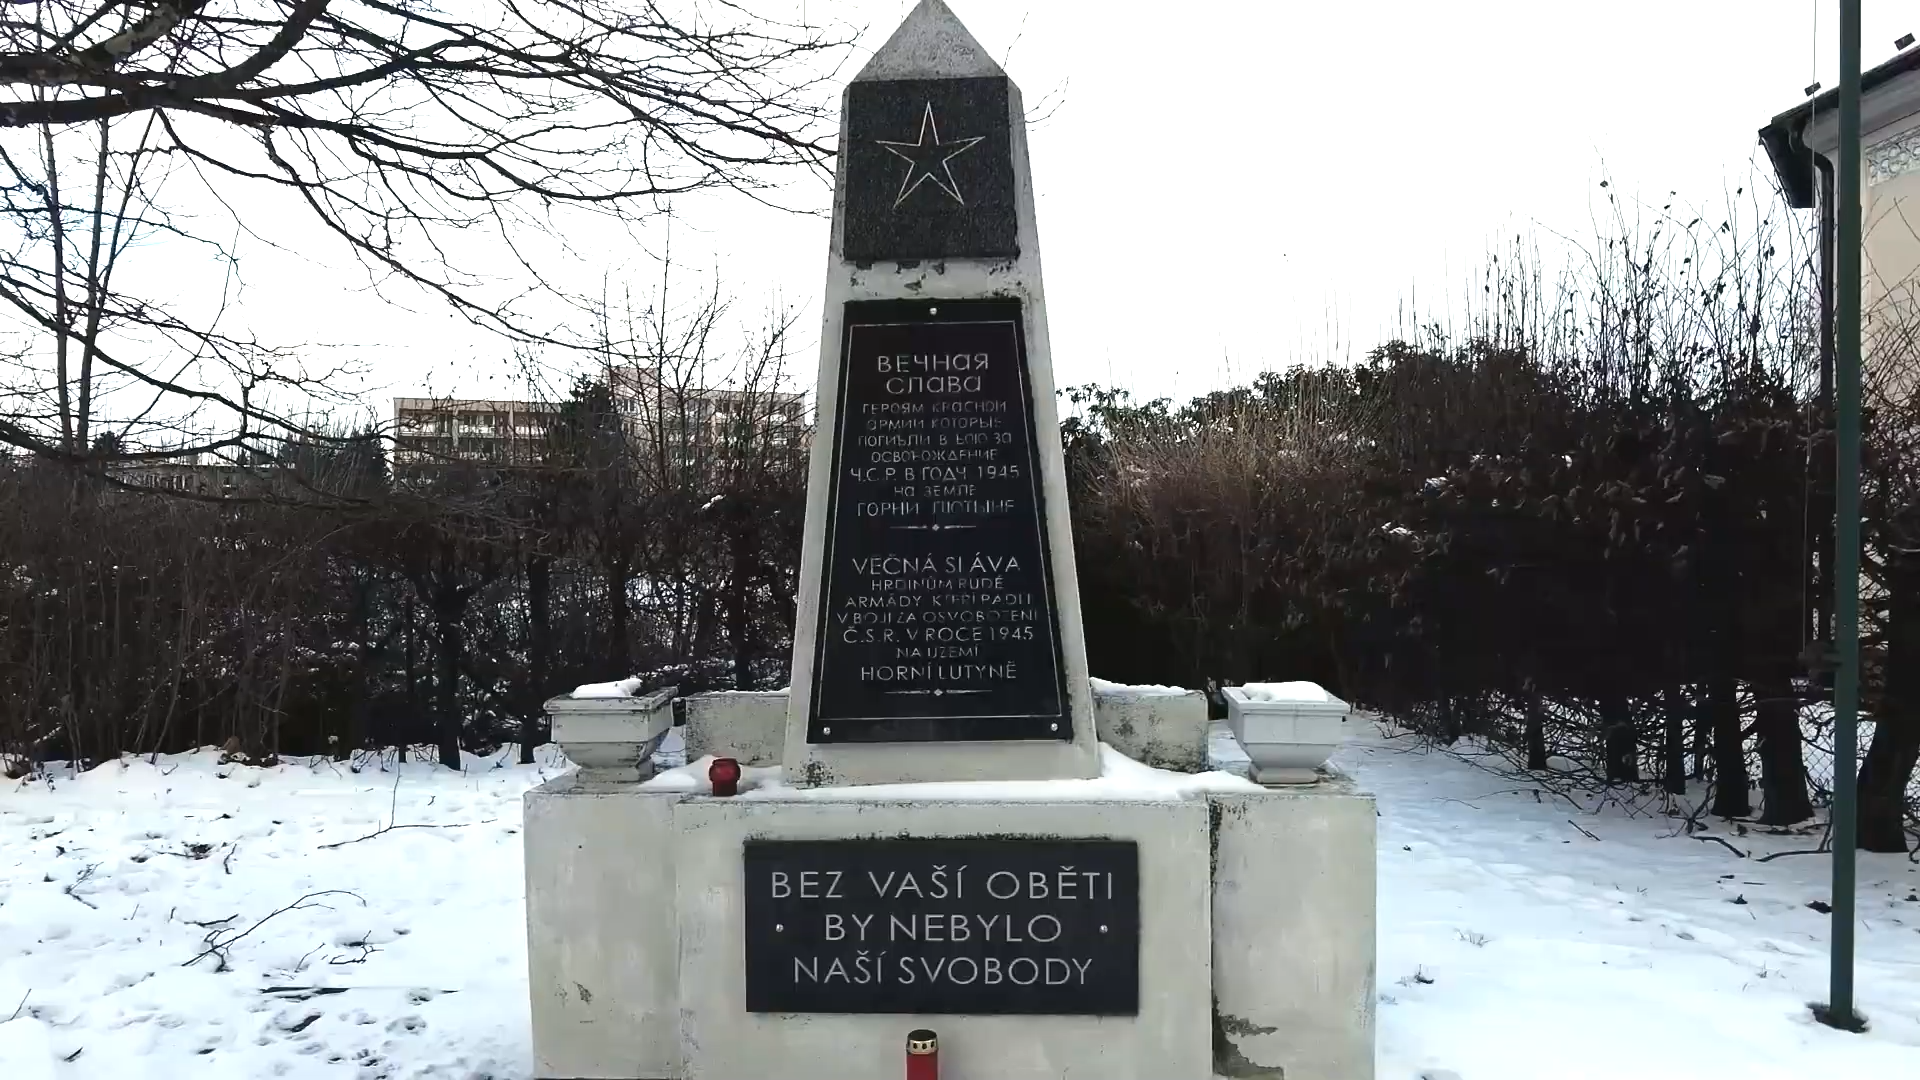 ВЕЧНАЯ
СЛАВА
ГЕРОЯМ КРАСНОЙ
АРМИИ КОТОРЫЕ
ПОГИБЛИ В БОЮ ЗА
ОСВОБОЖДЕНИЕ
Ч.С.Р. В ГОДЧ 1945
НА ЗЕМЛЕ
ГОРНИ ЛЮТЫНЕ
VEČNÁ SLÁVA
HRDINŮM RUDÉ
ARMÁDY KTEŘÍ PADLI
V BOJI ZA OSVOBOZENÍ
Č.S.R. V ROCE 1945
NA ÚZEMÍ
HORNÍ LUTYNĚ
BEZ VAŠÍ OBĚTI
BY NEBYLO
NAŠÍ SVOBODY